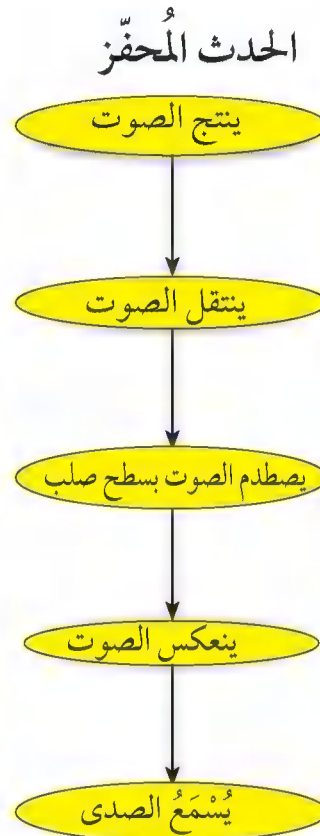 الحدث المُحفّز
ينتج الصوت
ينتقل الصوت
يصطدم الصوت بسطح صلب
ينعكس الصوت
يُسْمَعُ الصدى